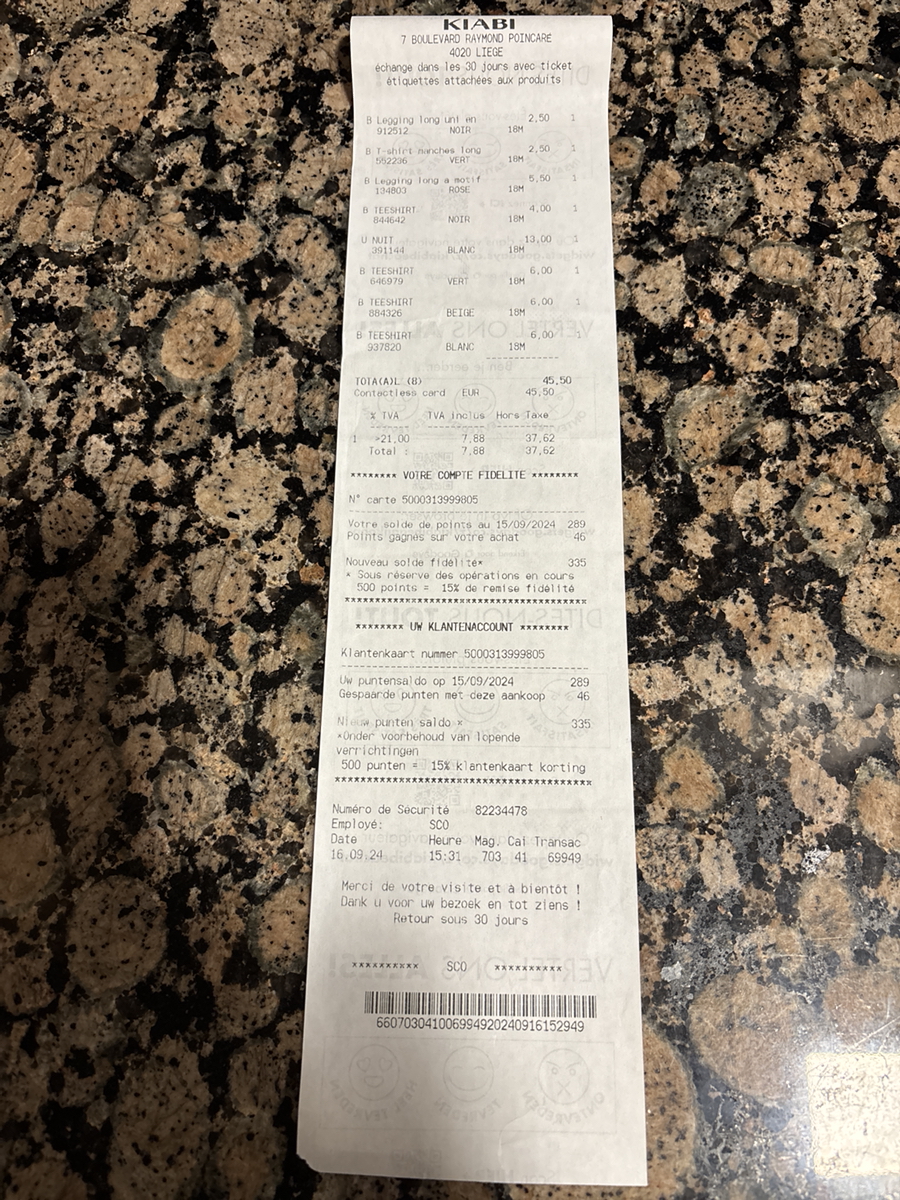 KIABI
7 BOULEVARD RAYMOND POINCARE
4020 LIEGE
échange dans les 30 jours avec ticket
étiquettes attachées aux produits
B Legging long uni en 2,50 1
912512 NOIR 18M
B T-shirt manches long 2,50 1
552236 VERT 18M
B Legging long a motif 5,50 1
134803 ROSE 18M
B TEESHIRT 4,00 1
844642 NOIR 18M
U NUIT 13,00 1
391144 BLANC 18M
B TEESHIRT 6,00 1
646979 VERT 18M
B TEESHIRT 6,00 1
884326 BEIGE 18M
B TEESHIRT 6,00 1
937820 BLANC 18M
------------
TOTA(A)L (8) 45,50
Contactless card EUR 45,50
% TVA TVA inclus Hors Taxe
--------------------------------
1 >21,00 7,88 37,62
Total : 7,88 37,62
******** VOTRE COMPTE FIDELITE ********
N° carte 5000313999805
----------------------------------------
Votre solde de points au 15/09/2024 289
Points gagnés sur votre achat 46
Nouveau solde fidélité* 335
* Sous réserve des opérations en cours
500 points = 15% de remise fidélité
****************************************
******** UW KLANTENACCOUNT ********
Klantenkaart nummer 5000313999805
----------------------------------------
Uw puntensaldo op 15/09/2024 289
Gespaarde punten met deze aankoop 46
Nieuw punten saldo * 335
*Onder voorbehoud van lopende
verrichtingen
500 punten = 15% klantenkaart korting
****************************************
Numéro de Sécurité 82234478
Employé: SCO
Date Heure Mag. Cai Transac
16.09.24 15:31 703 41 69949
Merci de votre visite et à bientôt !
Dank u voor uw bezoek en tot ziens !
Retour sous 30 jours
********** SCO **********
660703041006994920240916152949